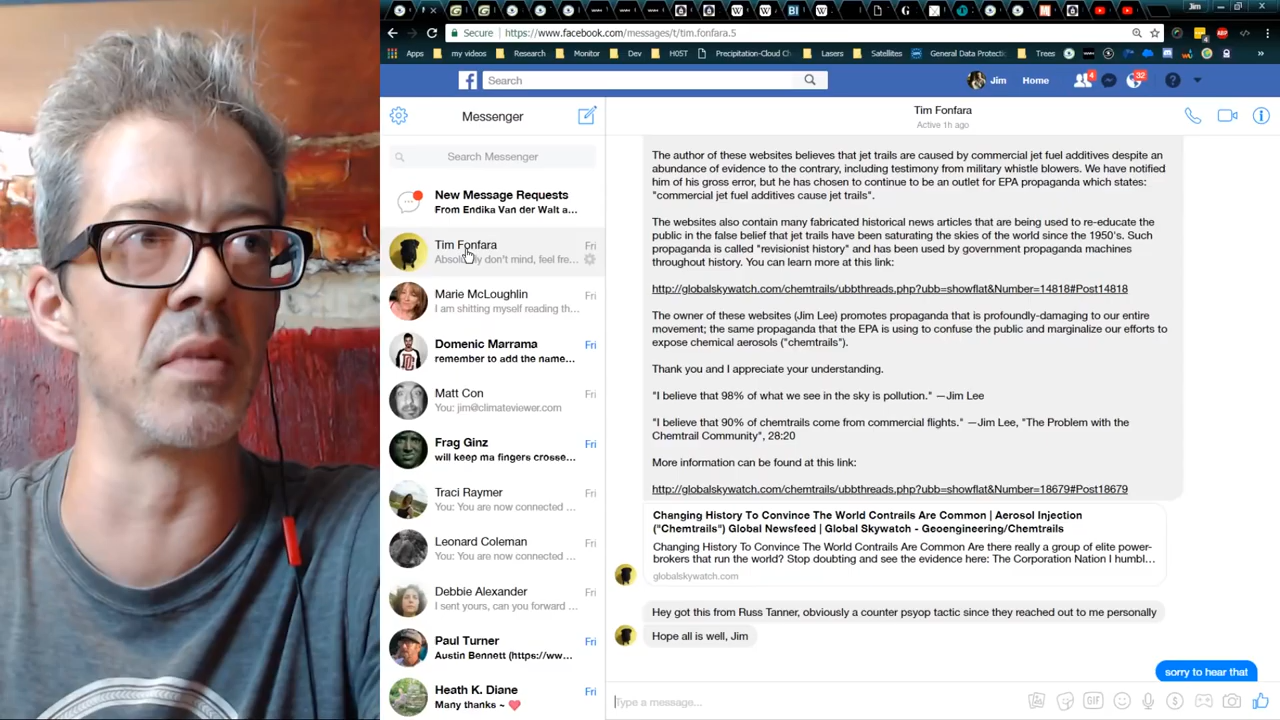 Jim
Secure
https://www.facebook.com/messages/t/tim.fonfara.5
Apps
my videos
Research
Monitor
Dev
H05T
Precipitation-Cloud Ch
Lasers
Satellites
General Data Protectio
Trees
Search
Jim
Home
4
32
Messenger
Search Messenger
New Message Requests
From Endika Van der Walt a...
Tim Fonfara
Fri
Absolutely don't mind, feel fre...
Marie McLoughlin
Fri
I am shitting myself reading th...
Domenic Marrama
Fri
remember to add the name...
Matt Con
Fri
You: jim@climateviewer.com
Frag Ginz
Fri
will keep ma fingers crosse...
Traci Raymer
Fri
You: You are now connected ...
Leonard Coleman
Fri
You: You are now connected ...
Debbie Alexander
Fri
I sent yours, can you forward ...
Paul Turner
Fri
Austin Bennett (https://ww...
Heath K. Diane
Fri
Many thanks ~ ❤
Tim Fonfara
Active 1h ago
The author of these websites believes that jet trails are caused by commercial jet fuel additives despite an
abundance of evidence to the contrary, including testimony from military whistle blowers. We have notified
him of his gross error, but he has chosen to continue to be an outlet for EPA propaganda which states:
"commercial jet fuel additives cause jet trails".
The websites also contain many fabricated historical news articles that are being used to re-educate the
public in the false belief that jet trails have been saturating the skies of the world since the 1950's. Such
propaganda is called "revisionist history" and has been used by government propaganda machines
throughout history. You can learn more at this link:
http://globalskywatch.com/chemtrails/ubbthreads.php?ubb=showflat&Number=14818#Post14818
The owner of these websites (Jim Lee) promotes propaganda that is profoundly-damaging to our entire
movement; the same propaganda that the EPA is using to confuse the public and marginalize our efforts to
expose chemical aerosols ("chemtrails").
Thank you and I appreciate your understanding.
"I believe that 98% of what we see in the sky is pollution." —Jim Lee
"I believe that 90% of chemtrails come from commercial flights." —Jim Lee, "The Problem with the
Chemtrail Community", 28:20
More information can be found at this link:
http://globalskywatch.com/chemtrails/ubbthreads.php?ubb=showflat&Number=18679#Post18679
Changing History To Convince The World Contrails Are Common | Aerosol Injection
("Chemtrails") Global Newsfeed | Global Skywatch - Geoengineering/Chemtrails
Changing History To Convince The World Contrails Are Common Are there really a group of elite power-
brokers that run the world? Stop doubting and see the evidence here: The Corporation Nation I humbl...
globalskywatch.com
Hey got this from Russ Tanner, obviously a counter psyop tactic since they reached out to me personally
Hope all is well, Jim
sorry to hear that
Type a message...
GIF